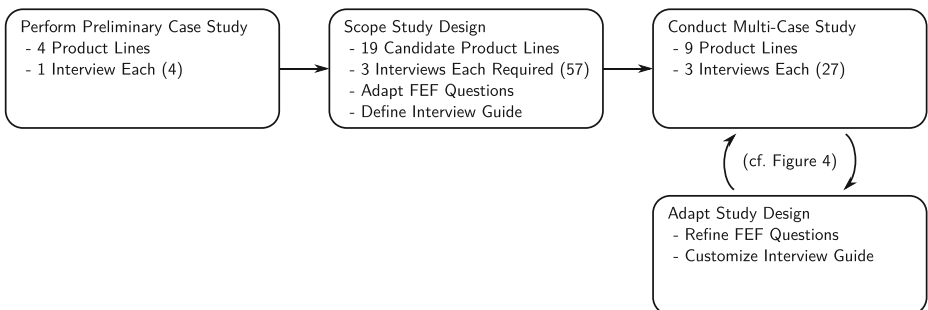 Perform Preliminary Case Study
- 4 Product Lines
- 1 Interview Each (4)
Scope Study Design
- 19 Candidate Product Lines
- 3 Interviews Each Required (57)
- Adapt FEF Questions
- Define Interview Guide
Conduct Multi-Case Study
- 9 Product Lines
- 3 Interviews Each (27)
(cf. Figure 4)
Adapt Study Design
- Refine FEF Questions
- Customize Interview Guide